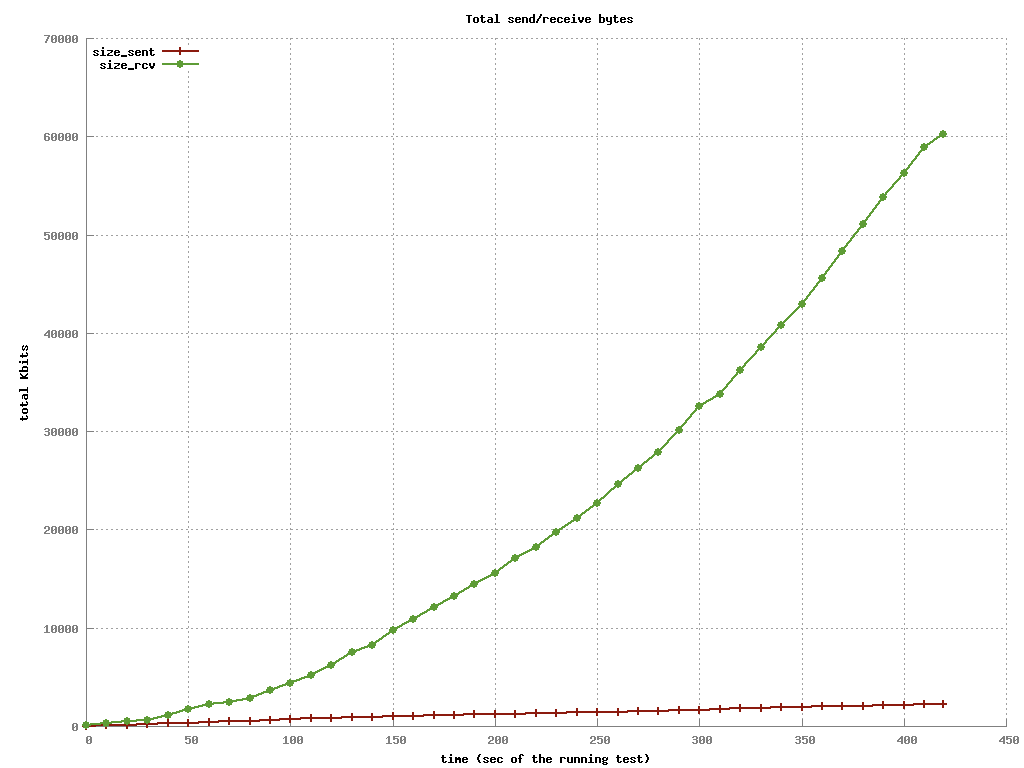 Total send/receive bytes
size_sent
size_rcv
70000
60000
50000
40000
30000
20000
10000
0
total Kbits
0 50 100 150 200 250 300 350 400 450
time (sec of the running test)